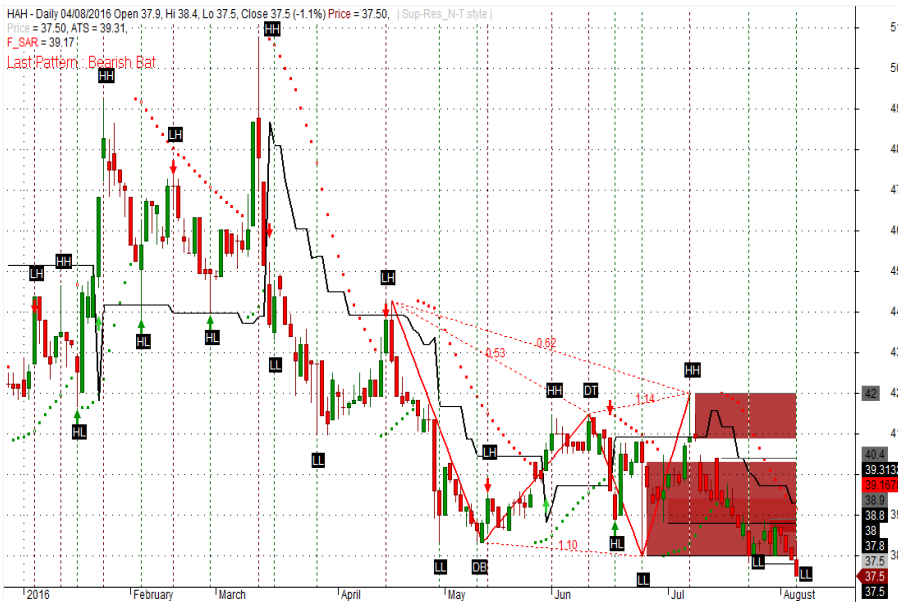 HAH - Daily 04/08/2016 Open 37.9, Hi 38.4, Lo 37.5, Close 37.5 (-1.1%) Price = 37.50, | Sup-Res_N-T style |
Price = 37.50, ATS = 39.31,
F_SAR = 39.17
Last Pattern : Bearish Bat
HH
HH
LH
LH
HH
HL
HL
HL
LL
LL
LH
0.53
0.62
1.14
1.10
LH
HH
DT
HH
LL
DB
HL
LL
LL
LL
42
41
40.4
39.313
39.167
38.9
38.8
38
37.8
37.5
37.5
37.5
2016
February
March
April
May
Jun
Jul
August